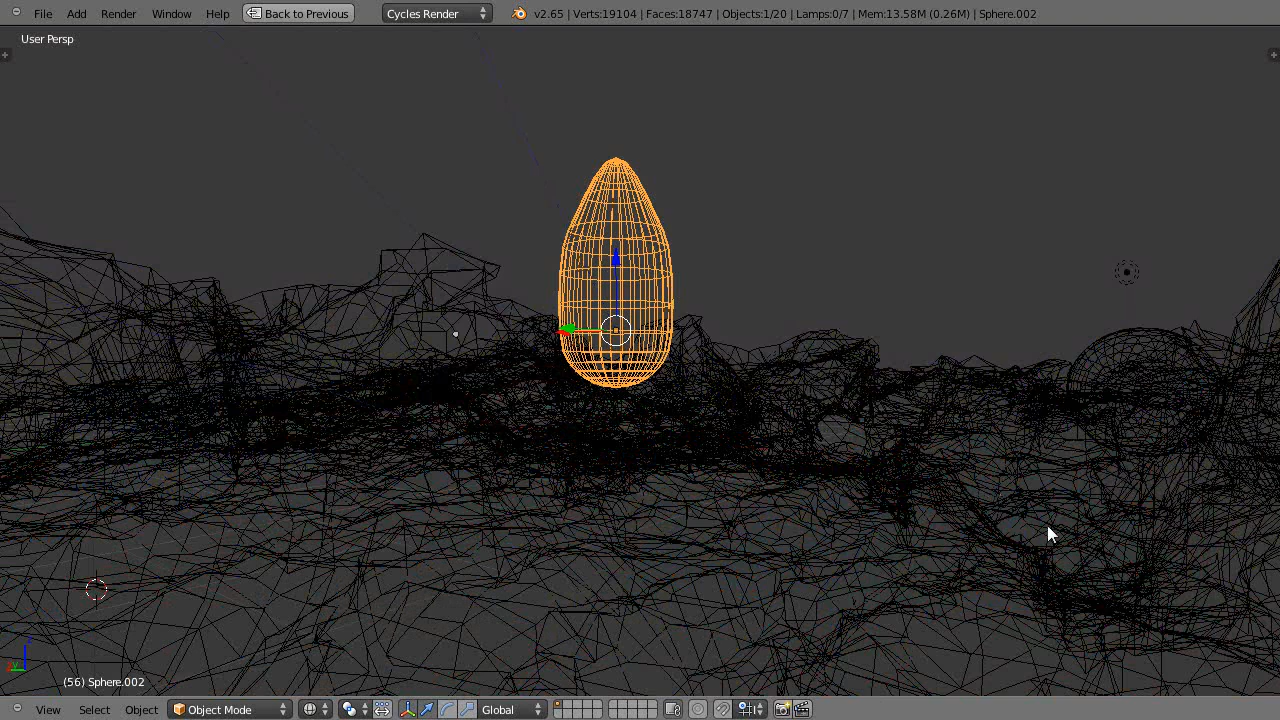 File Add Render Window Help Back to Previous Cycles Render v2.65 | Verts:19104 | Faces:18747 | Objects:1/20 | Lamps:0/7 | Mem:13.58M (0.26M) | Sphere.002
User Persp
(56) Sphere.002
View Select Object Object Mode Global